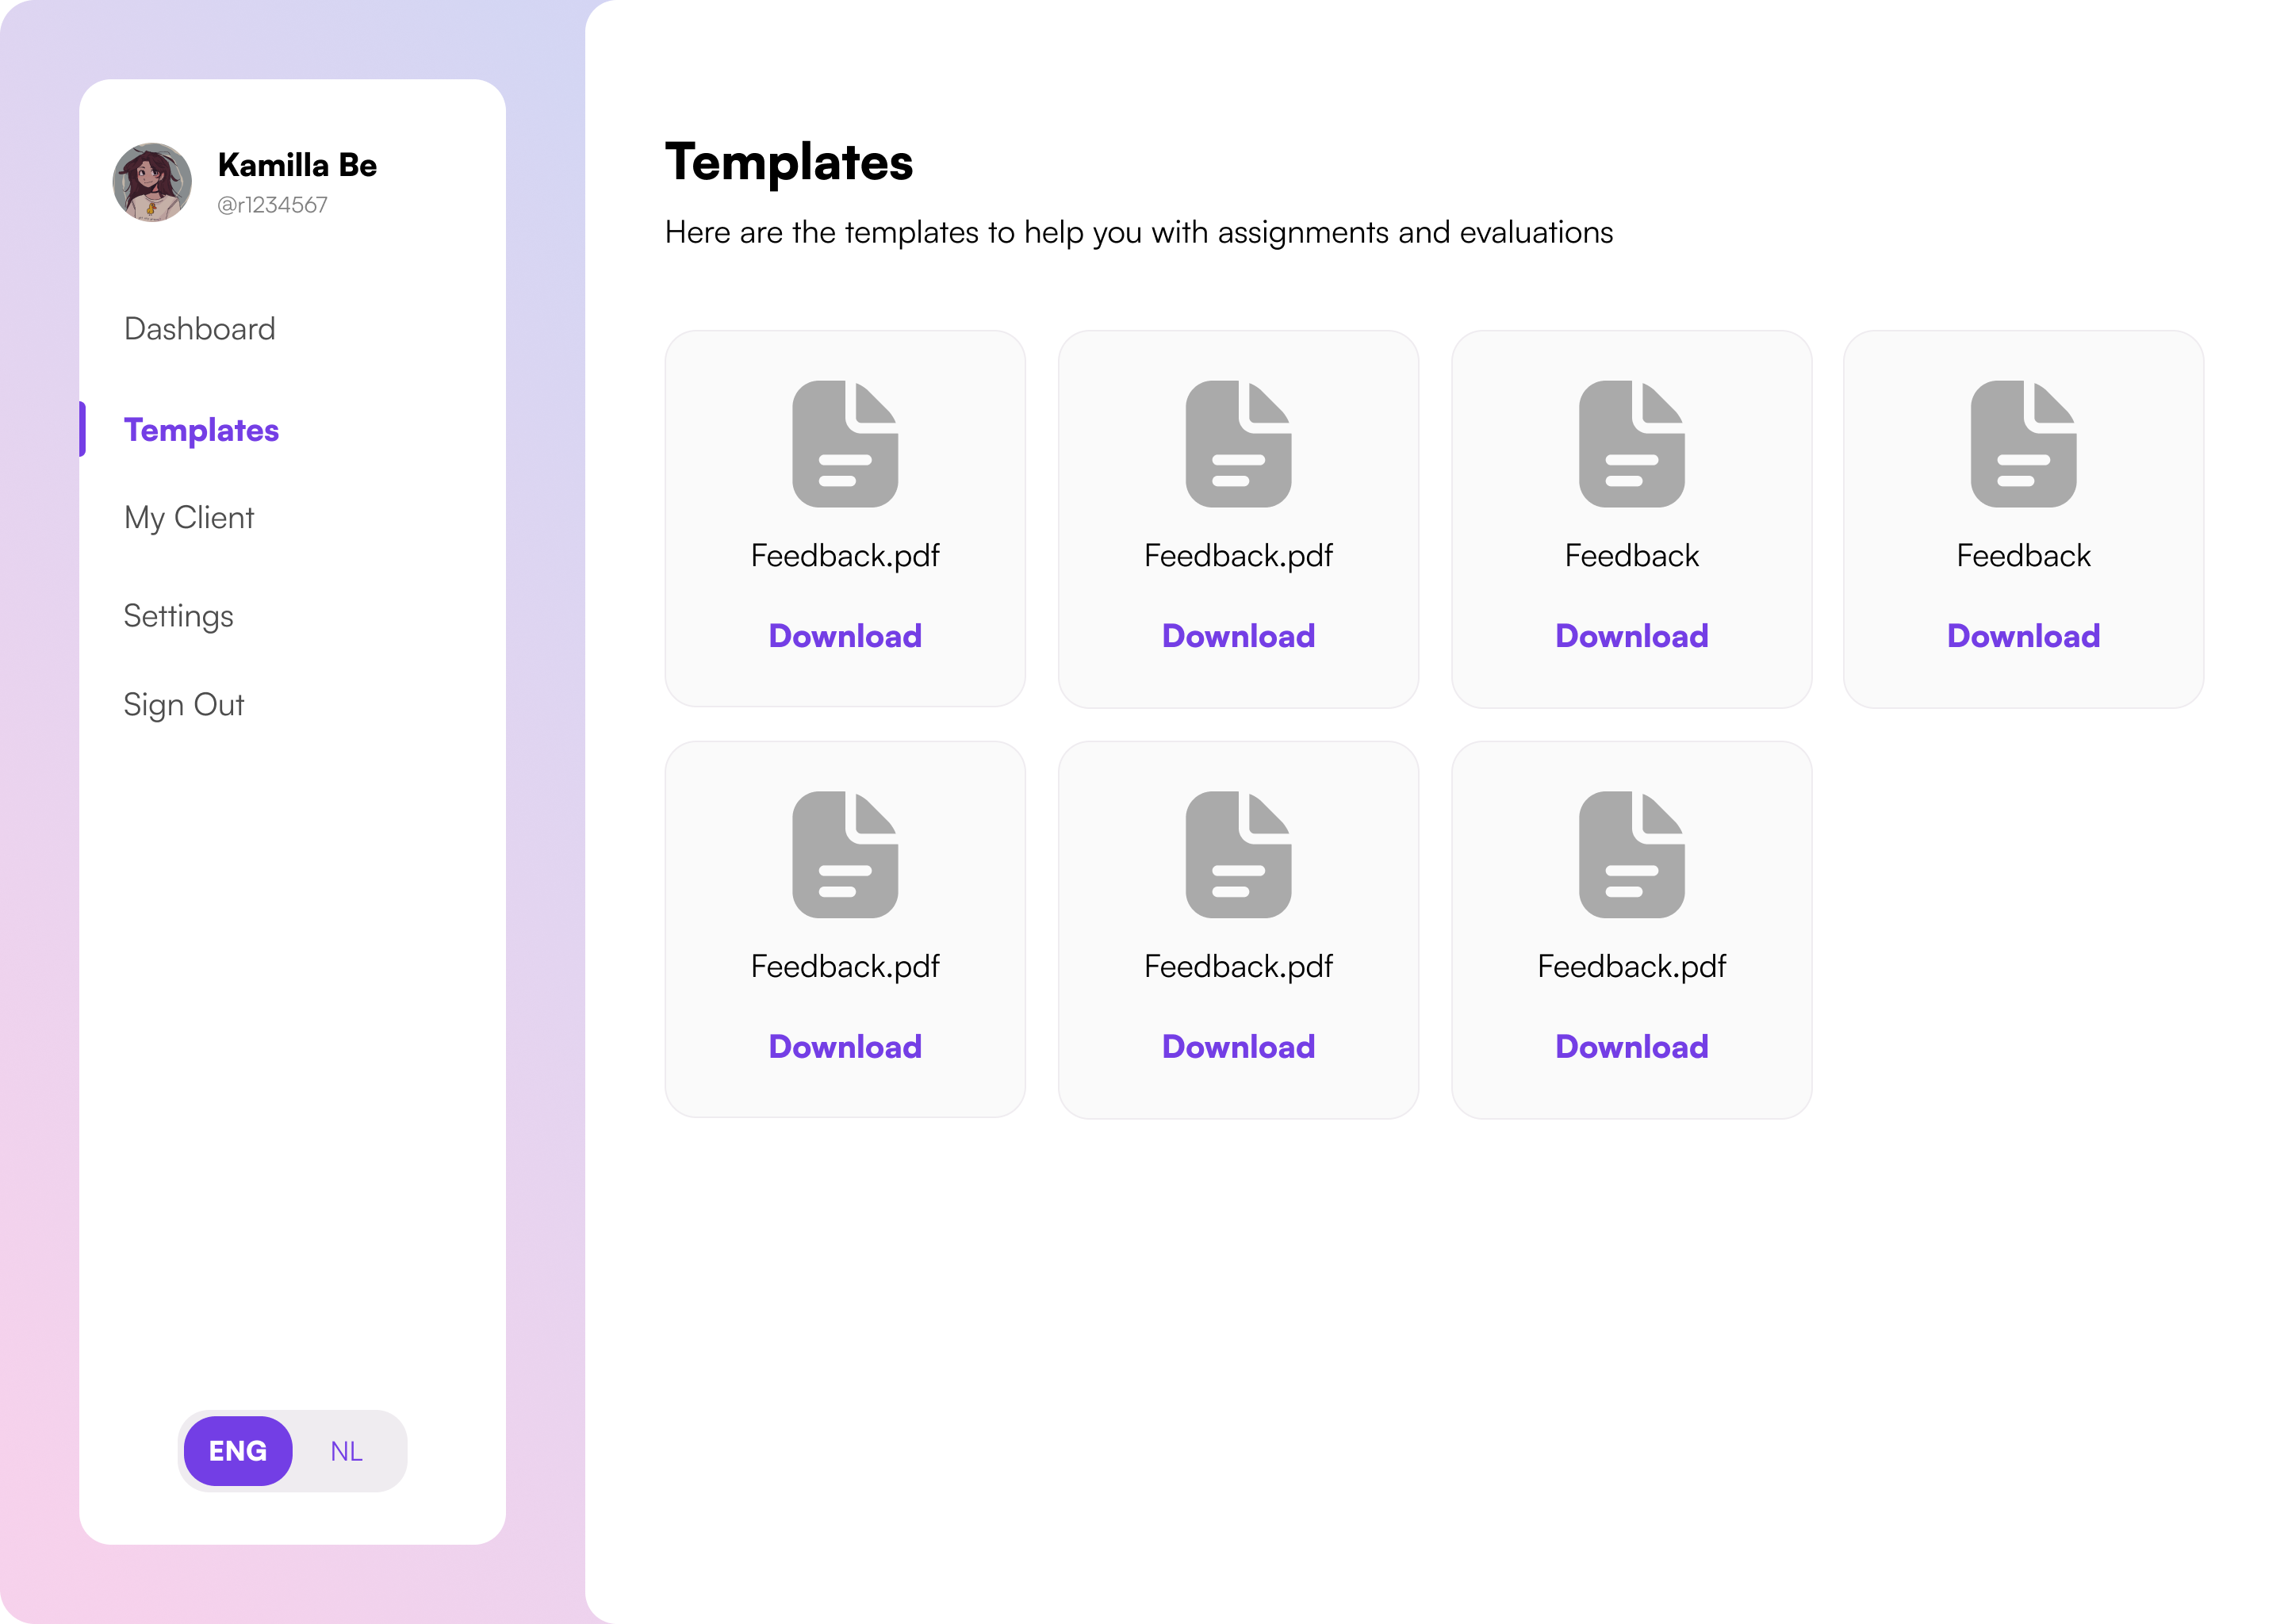 Kamilla Be
@r1234567
Dashboard
Templates
My Client
Settings
Sign Out
ENG NL
Templates
Here are the templates to help you with assignments and evaluations
Feedback.pdf Feedback.pdf Feedback Feedback
Download Download Download Download
Feedback.pdf Feedback.pdf Feedback.pdf
Download Download Download